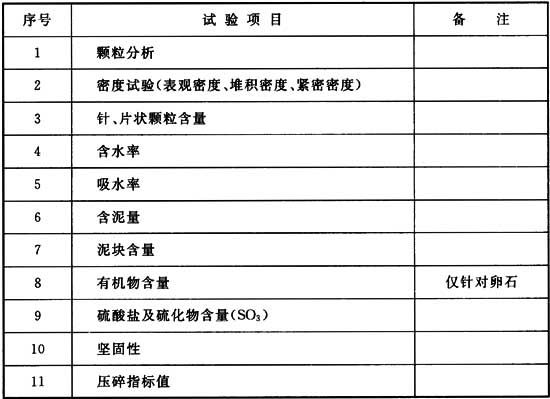 序号 试验项目 备注
1 颗粒分析
2 密度试验(表观密度、堆积密度、紧密密度)
3 针、片状颗粒含量
4 含水率
5 吸水率
6 含泥量
7 泥块含量
8 有机物含量 仅针对卵石
9 硫酸盐及硫化物含量(SO₃)
10 坚固性
11 压碎指标值